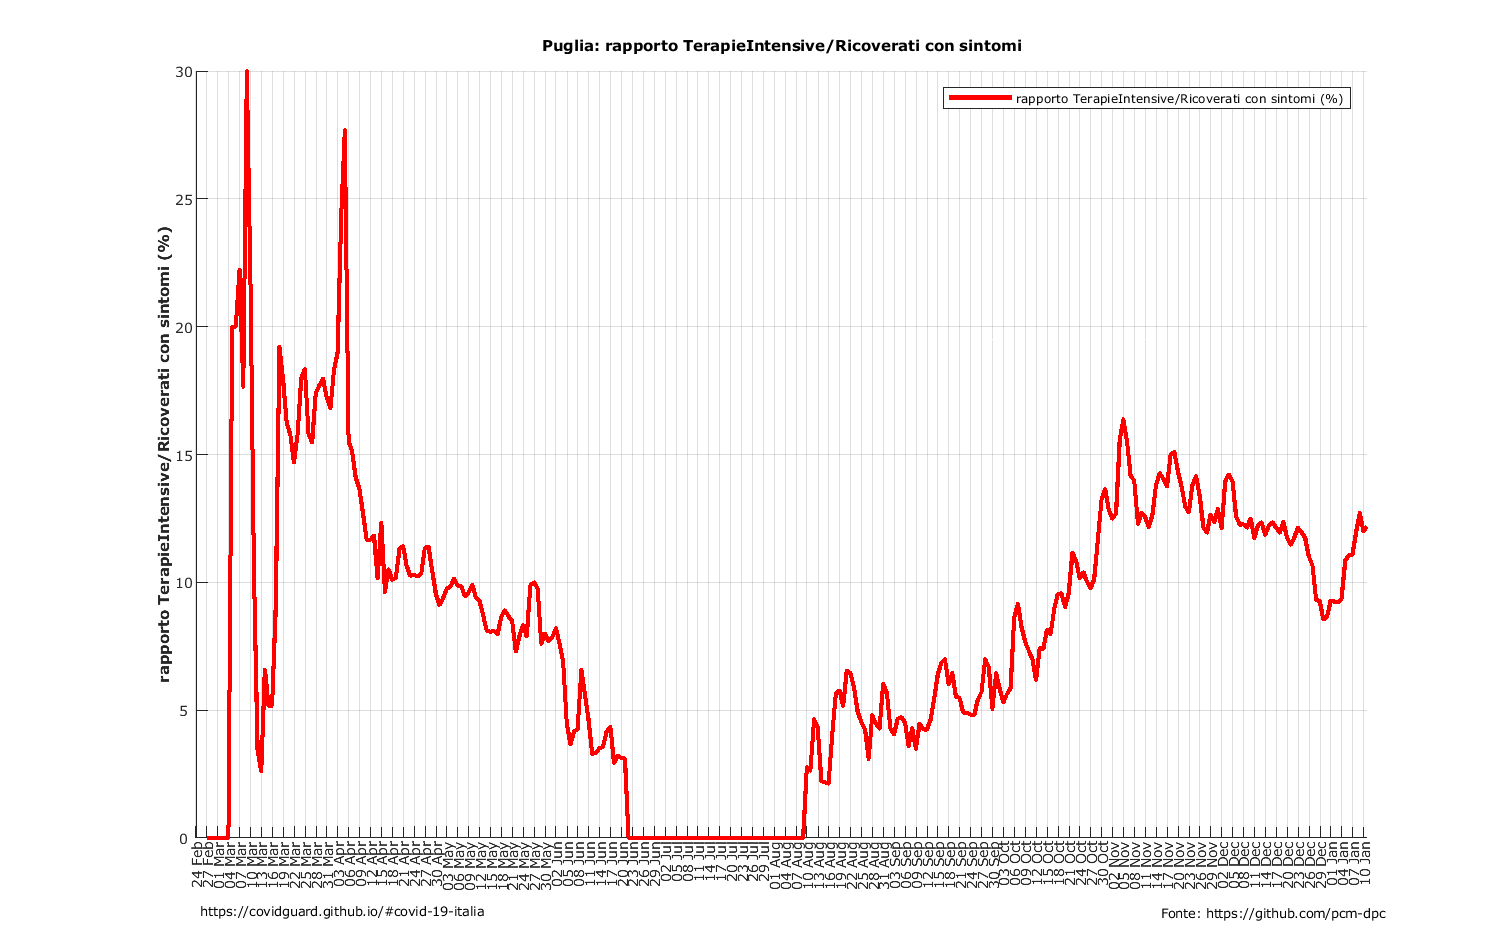 Puglia: rapporto TerapieIntensive/Ricoverati con sintomi
rapporto TerapieIntensive/Ricoverati con sintomi (%)
rapporto TerapieIntensive/Ricoverati con sintomi (%)
30
25
20
15
10
5
0
24 Feb
27 Feb
01 Mar
04 Mar
07 Mar
10 Mar
13 Mar
16 Mar
19 Mar
22 Mar
25 Mar
28 Mar
31 Mar
03 Apr
06 Apr
09 Apr
12 Apr
15 Apr
18 Apr
21 Apr
24 Apr
27 Apr
30 Apr
03 May
06 May
09 May
12 May
15 May
18 May
21 May
24 May
27 May
30 May
02 Jun
05 Jun
08 Jun
11 Jun
14 Jun
17 Jun
20 Jun
23 Jun
26 Jun
29 Jun
02 Jul
05 Jul
08 Jul
11 Jul
14 Jul
17 Jul
20 Jul
23 Jul
26 Jul
29 Jul
01 Aug
04 Aug
07 Aug
10 Aug
13 Aug
16 Aug
19 Aug
22 Aug
25 Aug
28 Aug
31 Aug
03 Sep
06 Sep
09 Sep
12 Sep
15 Sep
18 Sep
21 Sep
24 Sep
27 Sep
30 Sep
03 Oct
06 Oct
09 Oct
12 Oct
15 Oct
18 Oct
21 Oct
24 Oct
27 Oct
30 Oct
02 Nov
05 Nov
08 Nov
11 Nov
14 Nov
17 Nov
20 Nov
23 Nov
26 Nov
29 Nov
02 Dec
05 Dec
08 Dec
11 Dec
14 Dec
17 Dec
20 Dec
23 Dec
26 Dec
29 Dec
01 Jan
04 Jan
07 Jan
10 Jan
https://covidguard.github.io/#covid-19-italia
Fonte: https://github.com/pcm-dpc